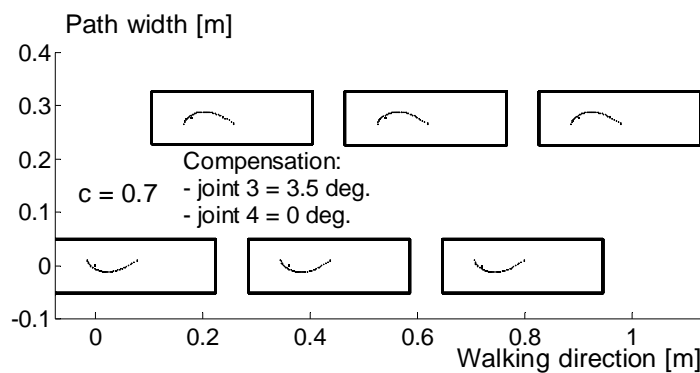 Path width [m]
0.4
0.3
0.2
0.1
0
-0.1
Compensation:
- joint 3 = 3.5 deg.
- joint 4 = 0 deg.
c = 0.7
0 0.2 0.4 0.6 0.8 1
Walking direction [m]